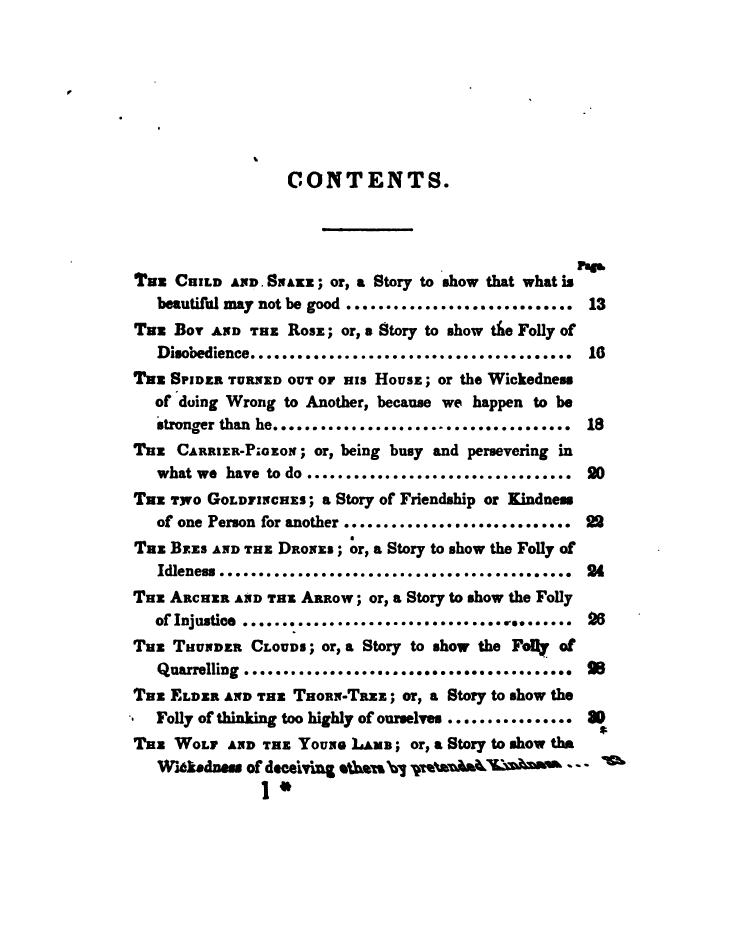 CONTENTS.
Page.
THE CHILD AND SNAKE; or, a Story to show that what is
beautiful may not be good ............................ 13
THE BOY AND THE ROSE; or, a Story to show the Folly of
Disobedience......................................... 16
THE SPIDER TURNED OUT OF HIS HOUSE; or the Wickedness
of doing Wrong to Another, because we happen to be
stronger than he...................................... 18
THE CARRIER-PIGEON; or, being busy and persevering in
what we have to do ................................. 20
THE TWO GOLDFINCHES; a Story of Friendship or Kindness
of one Person for another ............................. 22
THE BEES AND THE DRONES; or, a Story to show the Folly of
Idleness ............................................. 24
THE ARCHER AND THE ARROW; or, a Story to show the Folly
of Injustice .......................................... 26
THE THUNDER CLOUDS; or, a Story to show the Folly of
Quarrelling .......................................... 28
THE ELDER AND THE THORN-TREE; or, a Story to show the
Folly of thinking too highly of ourselves ................ 30
THE WOLF AND THE YOUNG LAMB; or, a Story to show the
Wickedness of deceiving others by pretended Kindness ...
1 *